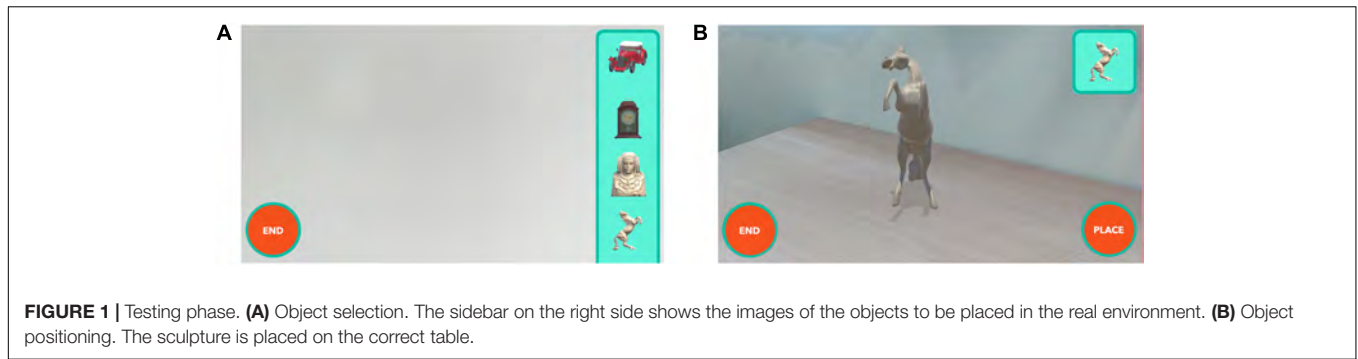 A
B
END
END
PLACE
FIGURE 1 | Testing phase. (A) Object selection. The sidebar on the right side shows the images of the objects to be placed in the real environment. (B) Object
positioning. The sculpture is placed on the correct table.